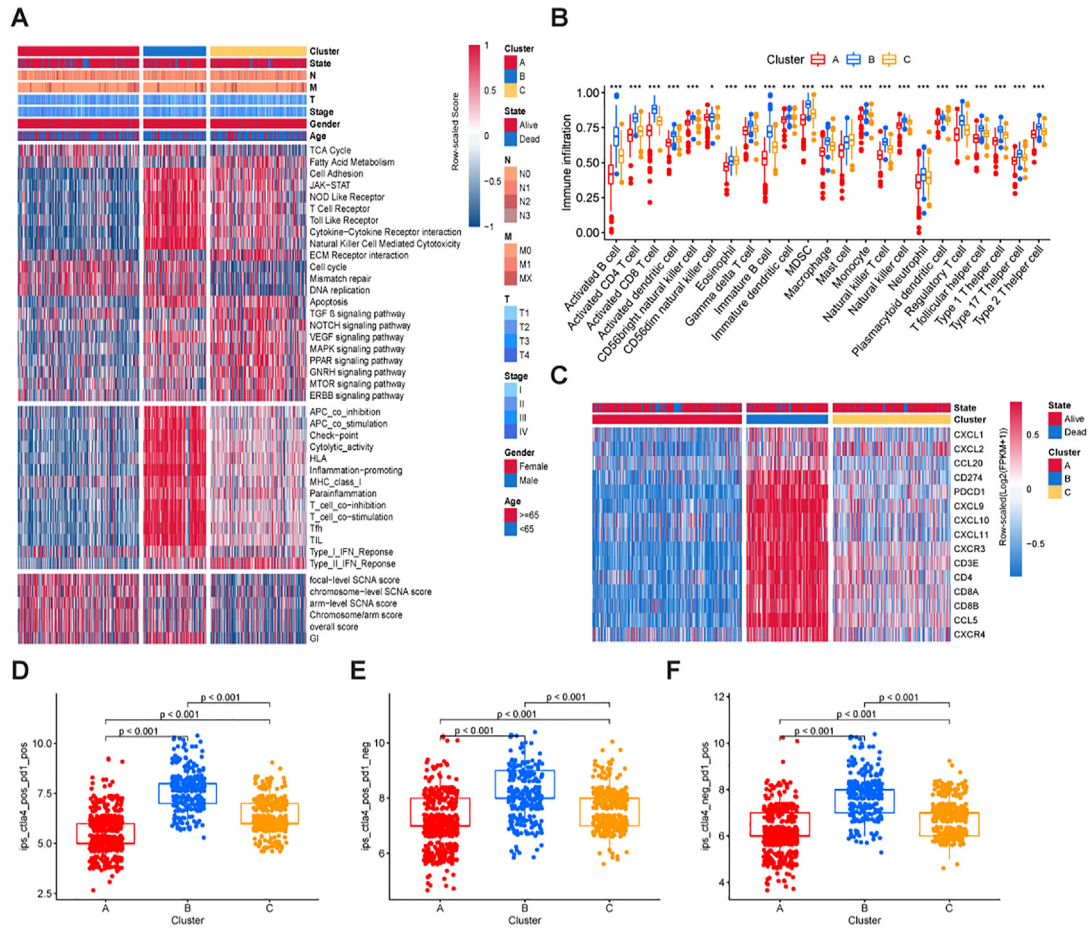 A
Cluster
State
N
M
T
Stage
Gender
Age
TCA Cycle
Fatty Acid Metabolism
Cell Adhesion
JAK-STAT
NOD Like Receptor
T Cell Receptor
Toll Like Receptor
Cytokine-Cytokine Receptor interaction
Natural Killer Cell Mediated Cytotoxicity
ECM Receptor interaction
Cell cycle
Mismatch repair
DNA replication
Apoptosis
TGF ß signaling pathway
NOTCH signaling pathway
VEGF signaling pathway
MAPK signaling pathway
PPAR signaling pathway
GNRH signaling pathway
MTOR signaling pathway
ERBB signaling pathway
APC_co_inhibition
APC_co_stimulation
Check-point
Cytolytic_activity
HLA
Inflammation-promoting
MHC_class_I
Parainflammation
T_cell_co-inhibition
T_cell_co-stimulation
Tfh
TIL
Type_I_IFN_Reponse
Type_II_IFN_Reponse
focal-level SCNA score
chromosome-level SCNA score
arm-level SCNA score
Chromosome/arm score
overall score
GI
Row-scaled Score
1
0.5
0
-0.5
-1
Cluster
A
B
C
State
Alive
Dead
N
N0
N1
N2
N3
M
M0
M1
MX
T
T1
T2
T3
T4
Stage
I
II
III
IV
Gender
Female
Male
Age
>=65
<65
B
Cluster A B C
*** *** *** *** *** * *** *** *** *** *** *** *** *** *** *** *** *** *** *** *** *** ***
Immune infiltration
1.00
0.75
0.50
0.25
0.00
Activated B cell
Activated CD4 T cell
Activated CD8 T cell
Activated dendritic cell
CD56bright natural killer cell
CD56dim natural killer cell
Eosinophil
Gamma delta T cell
Immature B cell
Immature dendritic cell
MDSC
Macrophage
Mast cell
Monocyte
Natural killer T cell
Natural killer cell
Neutrophil
Plasmacytoid dendritic cell
Regulatory T cell
T follicular helper cell
Type 1 T helper cell
Type 17 T helper cell
Type 2 T helper cell
C
State
Cluster
CXCL1
CXCL2
CCL20
CD274
PDCD1
CXCL9
CXCL10
CXCL11
CXCR3
CD3E
CD4
CD8A
CD8B
CCL5
CXCR4
Row-scaled(Log2(FPKM+1))
0.5
0
-0.5
State
Alive
Dead
Cluster
A
B
C
D
p < 0.001
p < 0.001
p < 0.001
ips_ctla4_pos_pd1_pos
10.0
7.5
5.0
2.5
A B C
Cluster
E
p < 0.001
p < 0.001
p < 0.001
ips_ctla4_pos_pd1_neg
10
8
6
A B C
Cluster
F
p < 0.001
p < 0.001
p < 0.001
ips_ctla4_neg_pd1_pos
12
10
8
6
4
A B C
Cluster